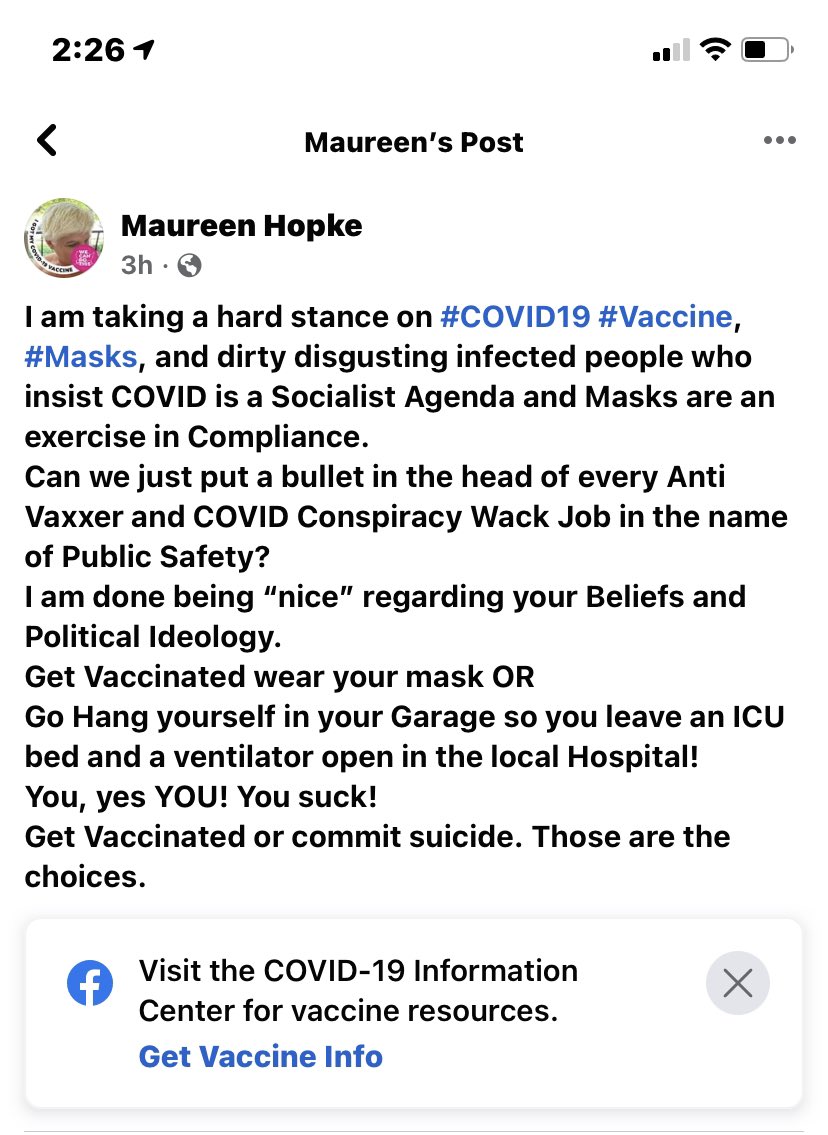 2:26
Maureen's Post
Maureen Hopke
3h ·
I am taking a hard stance on #COVID19 #Vaccine,
#Masks, and dirty disgusting infected people who
insist COVID is a Socialist Agenda and Masks are an
exercise in Compliance.
Can we just put a bullet in the head of every Anti
Vaxxer and COVID Conspiracy Wack Job in the name
of Public Safety?
I am done being “nice” regarding your Beliefs and
Political Ideology.
Get Vaccinated wear your mask OR
Go Hang yourself in your Garage so you leave an ICU
bed and a ventilator open in the local Hospital!
You, yes YOU! You suck!
Get Vaccinated or commit suicide. Those are the
choices.
Visit the COVID-19 Information
Center for vaccine resources.
Get Vaccine Info